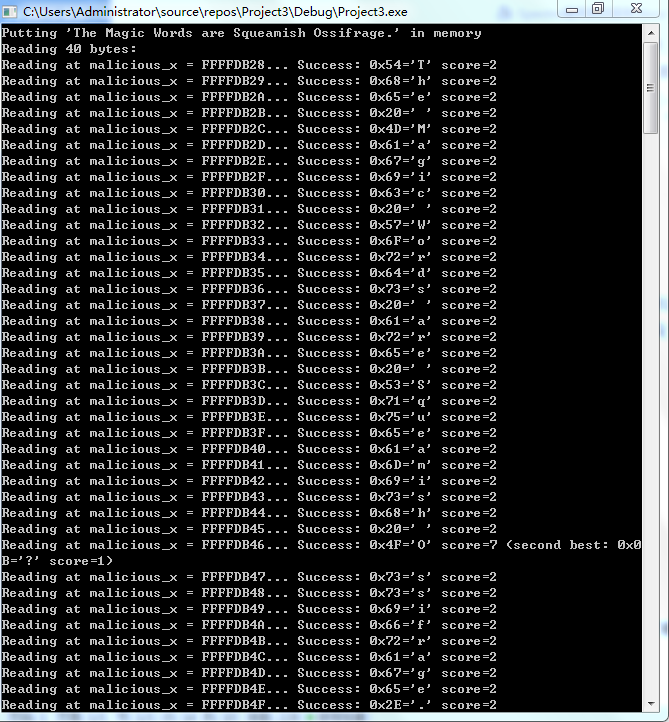 C:\Users\Administrator\source\repos\Project3\Debug\Project3.exe
Putting 'The Magic Words are Squeamish Ossifrage.' in memory
Reading 40 bytes:
Reading at malicious_x = FFFFDB28... Success: 0x54='T' score=2
Reading at malicious_x = FFFFDB29... Success: 0x68='h' score=2
Reading at malicious_x = FFFFDB2A... Success: 0x65='e' score=2
Reading at malicious_x = FFFFDB2B... Success: 0x20=' ' score=2
Reading at malicious_x = FFFFDB2C... Success: 0x4D='M' score=2
Reading at malicious_x = FFFFDB2D... Success: 0x61='a' score=2
Reading at malicious_x = FFFFDB2E... Success: 0x67='g' score=2
Reading at malicious_x = FFFFDB2F... Success: 0x69='i' score=2
Reading at malicious_x = FFFFDB30... Success: 0x63='c' score=2
Reading at malicious_x = FFFFDB31... Success: 0x20=' ' score=2
Reading at malicious_x = FFFFDB32... Success: 0x57='W' score=2
Reading at malicious_x = FFFFDB33... Success: 0x6F='o' score=2
Reading at malicious_x = FFFFDB34... Success: 0x72='r' score=2
Reading at malicious_x = FFFFDB35... Success: 0x64='d' score=2
Reading at malicious_x = FFFFDB36... Success: 0x73='s' score=2
Reading at malicious_x = FFFFDB37... Success: 0x20=' ' score=2
Reading at malicious_x = FFFFDB38... Success: 0x61='a' score=2
Reading at malicious_x = FFFFDB39... Success: 0x72='r' score=2
Reading at malicious_x = FFFFDB3A... Success: 0x65='e' score=2
Reading at malicious_x = FFFFDB3B... Success: 0x20=' ' score=2
Reading at malicious_x = FFFFDB3C... Success: 0x53='S' score=2
Reading at malicious_x = FFFFDB3D... Success: 0x71='q' score=2
Reading at malicious_x = FFFFDB3E... Success: 0x75='u' score=2
Reading at malicious_x = FFFFDB3F... Success: 0x65='e' score=2
Reading at malicious_x = FFFFDB40... Success: 0x61='a' score=2
Reading at malicious_x = FFFFDB41... Success: 0x6D='m' score=2
Reading at malicious_x = FFFFDB42... Success: 0x69='i' score=2
Reading at malicious_x = FFFFDB43... Success: 0x73='s' score=2
Reading at malicious_x = FFFFDB44... Success: 0x68='h' score=2
Reading at malicious_x = FFFFDB45... Success: 0x20=' ' score=2
Reading at malicious_x = FFFFDB46... Success: 0x4F='O' score=7 (second best: 0x0
B='?' score=1)
Reading at malicious_x = FFFFDB47... Success: 0x73='s' score=2
Reading at malicious_x = FFFFDB48... Success: 0x73='s' score=2
Reading at malicious_x = FFFFDB49... Success: 0x69='i' score=2
Reading at malicious_x = FFFFDB4A... Success: 0x66='f' score=2
Reading at malicious_x = FFFFDB4B... Success: 0x72='r' score=2
Reading at malicious_x = FFFFDB4C... Success: 0x61='a' score=2
Reading at malicious_x = FFFFDB4D... Success: 0x67='g' score=2
Reading at malicious_x = FFFFDB4E... Success: 0x65='e' score=2
Reading at malicious_x = FFFFDB4F... Success: 0x2E='.' score=2